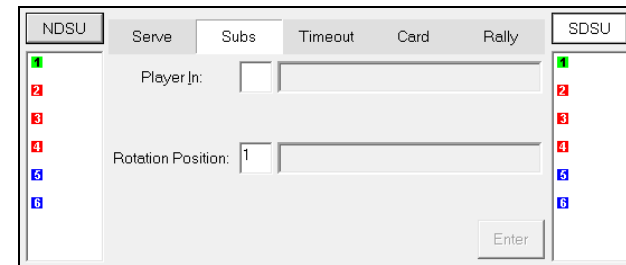 NDSU Serve Subs Timeout Card Rally SDSU
1 Player In: 1
2 2
3 3
4 Rotation Position: 1 4
5 5
6 6
Enter